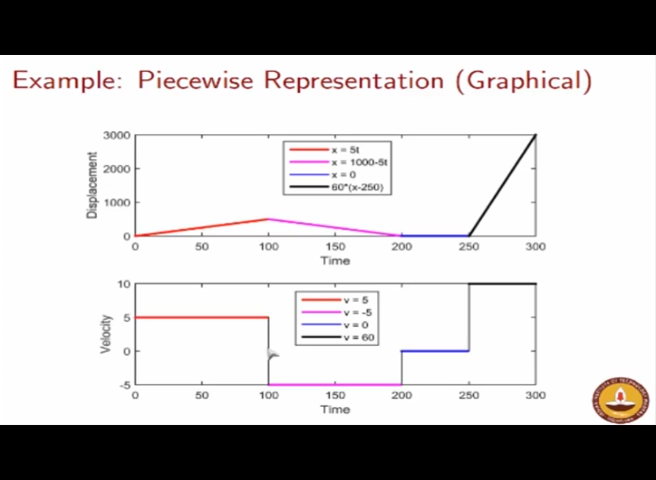 Example: Piecewise Representation (Graphical)
3000
2000
1000
0
Displacement
x = 5t
x = 1000-5t
x = 0
60*(x-250)
0 50 100 150 200 250 300
Time
10
5
0
-5
Velocity
v = 5
v = -5
v = 0
v = 60
0 50 100 150 200 250 300
Time